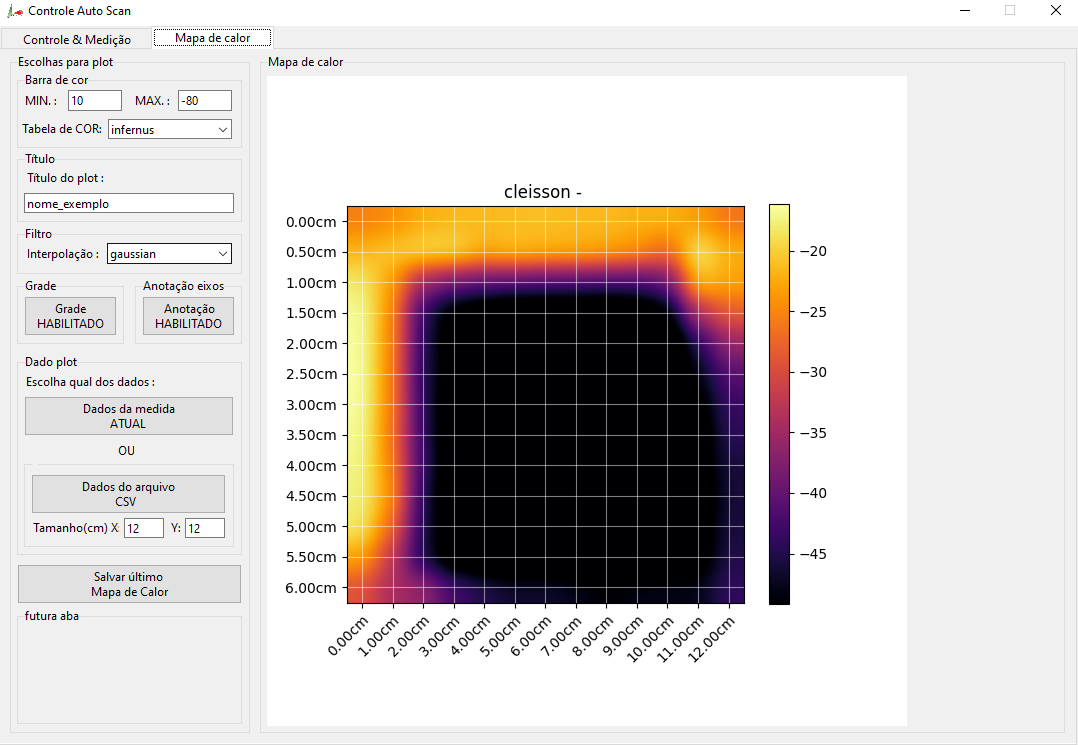 Controle Auto Scan
Controle & Medição
Mapa de calor
Escolhas para plot
Barra de cor
MIN. : 10 MAX. : -80
Tabela de COR: infernus
Título
Título do plot :
nome_exemplo
Filtro
Interpolação : gaussian
Grade
Grade
HABILITADO
Anotação eixos
Anotação
HABILITADO
Dado plot
Escolha qual dos dados :
Dados da medida
ATUAL
OU
Dados do arquivo
CSV
Tamanho(cm) X: 12 Y: 12
Salvar último
Mapa de Calor
futura aba
Mapa de calor
cleisson -
0.00cm
0.50cm
1.00cm
1.50cm
2.00cm
2.50cm
3.00cm
3.50cm
4.00cm
4.50cm
5.00cm
5.50cm
6.00cm
0.00cm 1.00cm 2.00cm 3.00cm 4.00cm 5.00cm 6.00cm 7.00cm 8.00cm 9.00cm 10.00cm 11.00cm 12.00cm
−20
−25
−30
−35
−40
−45